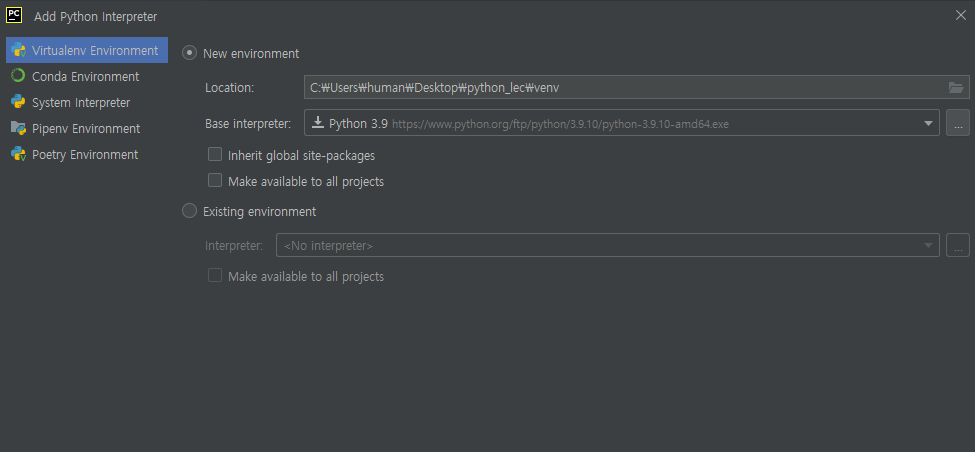 PC Add Python Interpreter
Virtualenv Environment
Conda Environment
System Interpreter
Pipenv Environment
Poetry Environment
New environment
Location: C:₩Users₩human₩Desktop₩python_lec₩venv
Base interpreter: Python 3.9 https://www.python.org/ftp/python/3.9.10/python-3.9.10-amd64.exe ...
Inherit global site-packages
Make available to all projects
Existing environment
Interpreter: <No interpreter> ...
Make available to all projects